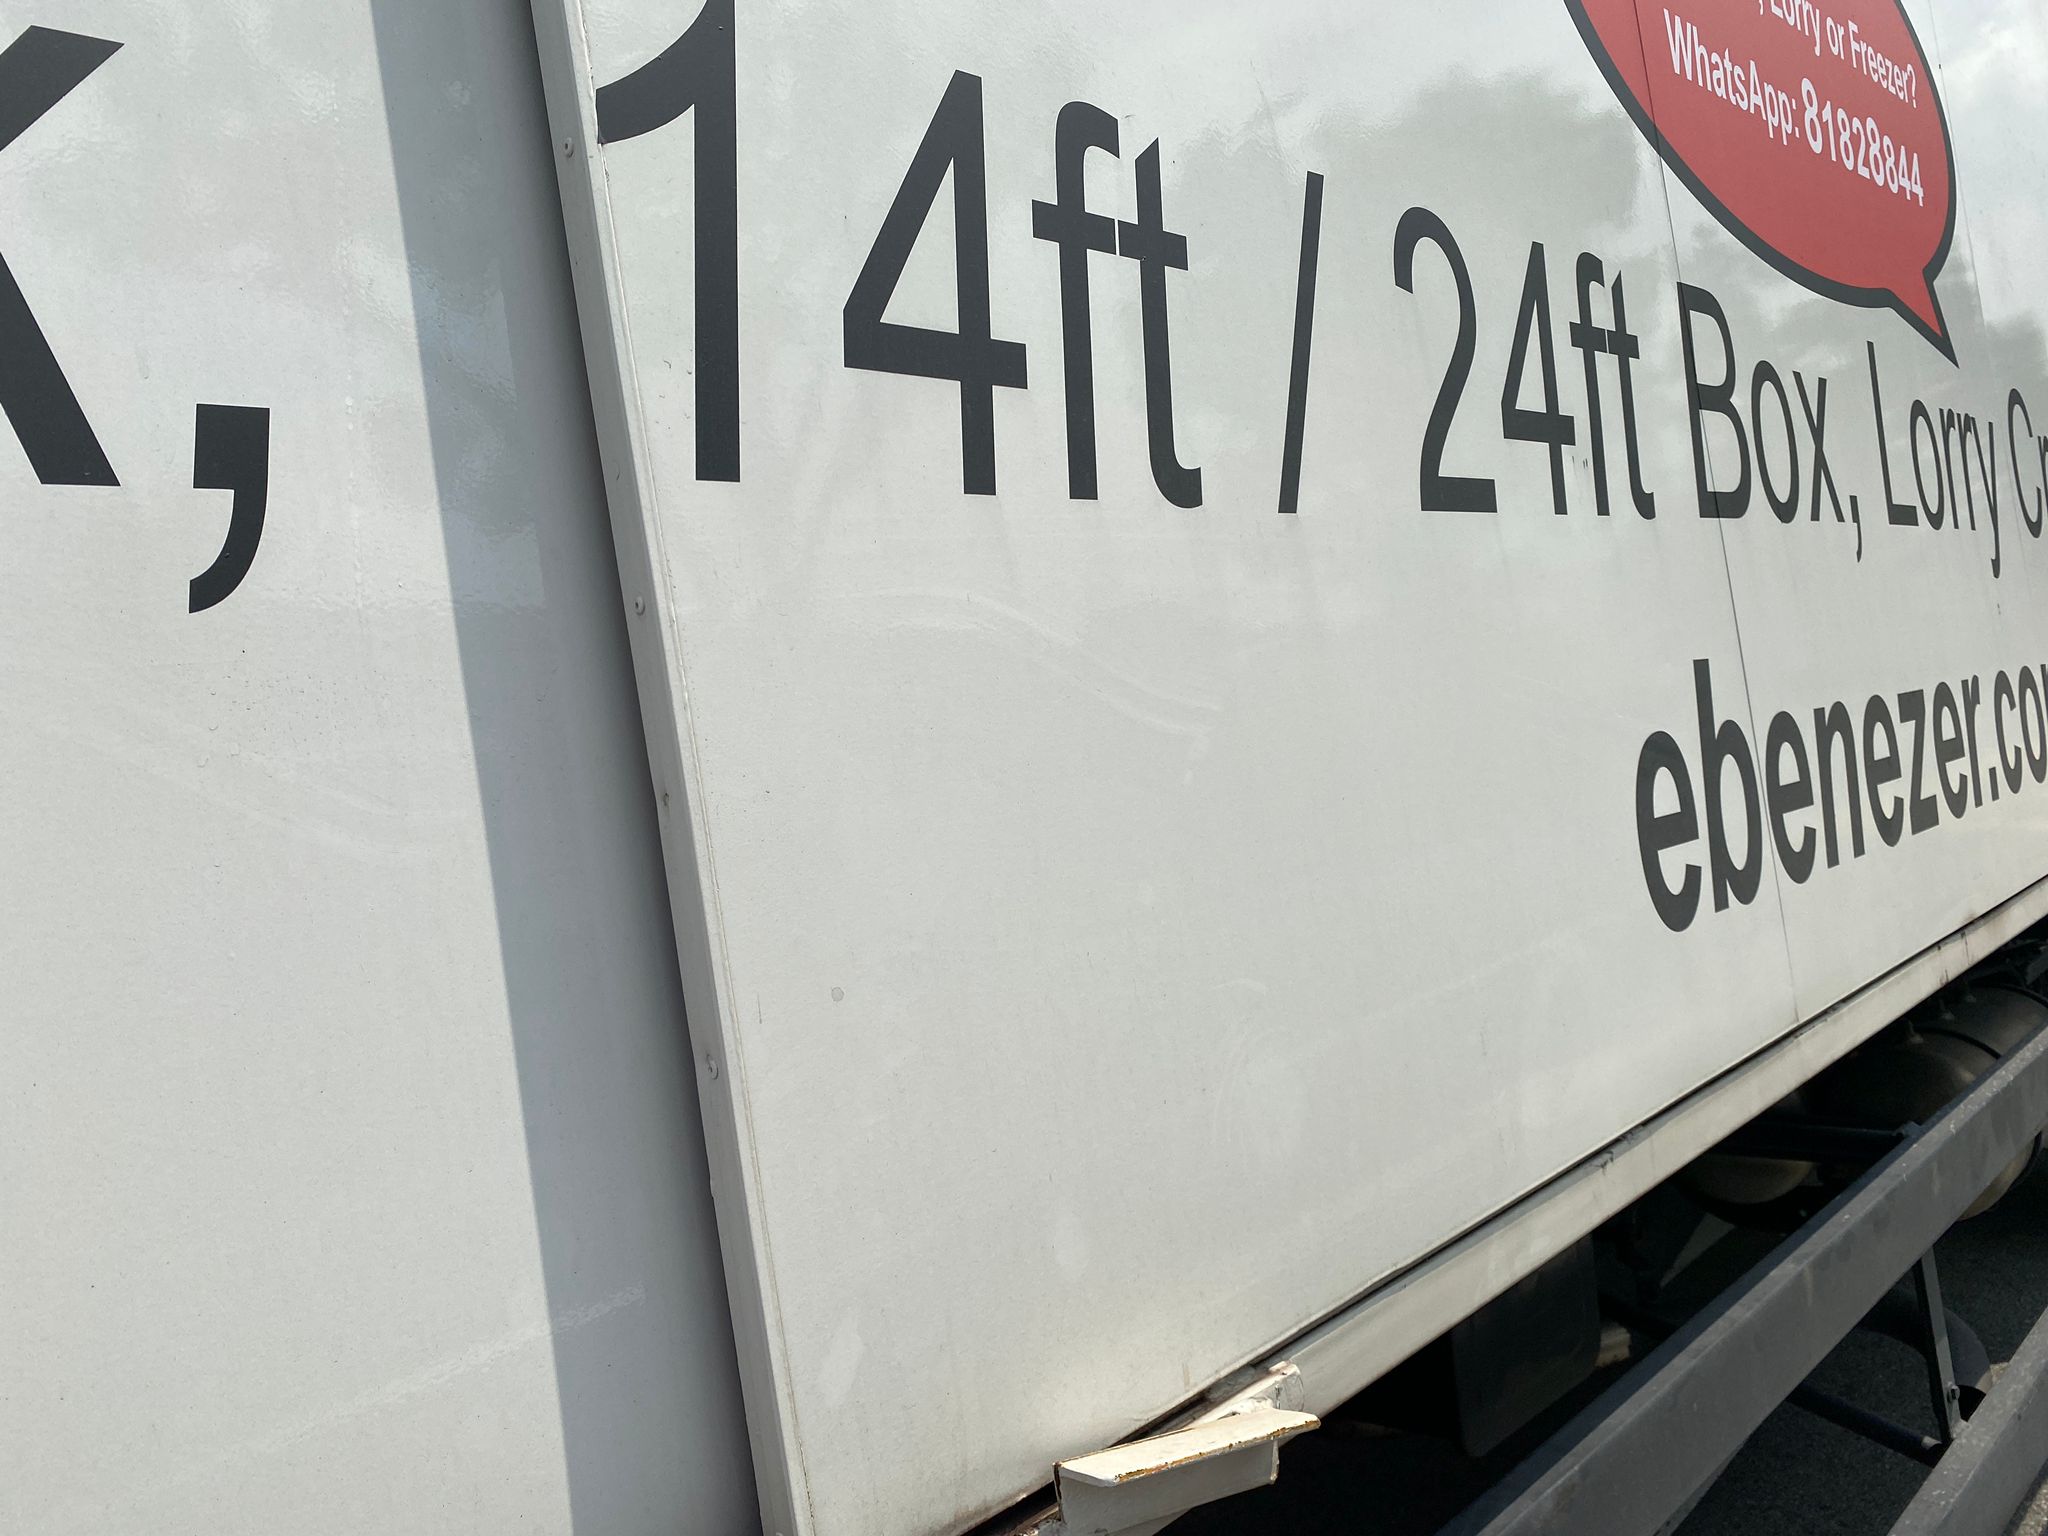 Lorry or Freezer?
WhatsApp: 81828844
14ft / 24ft Box, Lorry
ebenezer.co